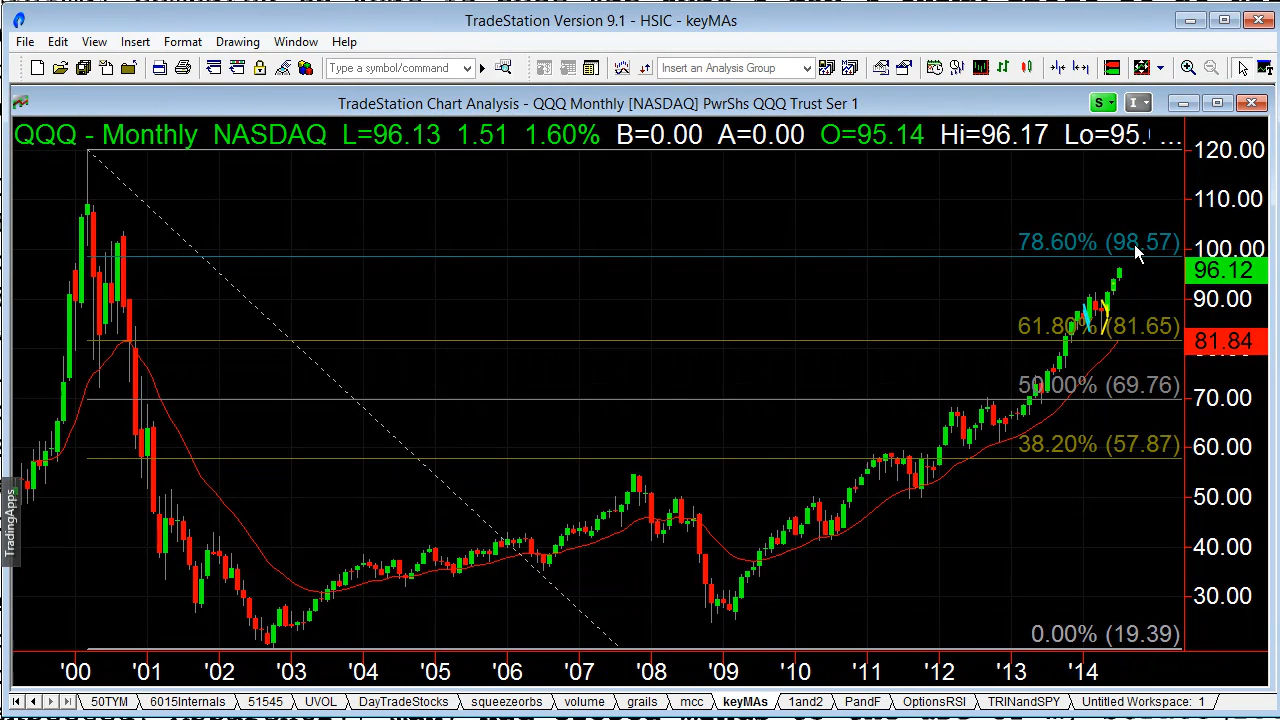 TradeStation Version 9.1 - HSIC - keyMAs
File Edit View Insert Format Drawing Window Help
Type a symbol/command Insert an Analysis Group
TradeStation Chart Analysis - QQQ Monthly [NASDAQ] PwrShs QQQ Trust Ser 1 S I
QQQ - Monthly NASDAQ L=96.13 1.51 1.60% B=0.00 A=0.00 O=95.14 Hi=96.17 Lo=95. ...
120.00
110.00
78.60% (98.57) 100.00
96.12
90.00
61.80% (81.65)
81.84
50.00% (69.76) 70.00
38.20% (57.87) 60.00
50.00
TradingApps
40.00
30.00
0.00% (19.39)
'00 '01 '02 '03 '04 '05 '06 '07 '08 '09 '10 '11 '12 '13 '14
50TYM 6015Internals 51545 UVOL DayTradeStocks squeezeorbs volume grails mcc keyMAs 1and2 PandF OptionsRSI TRINandSPY Untitled Workspace: 1